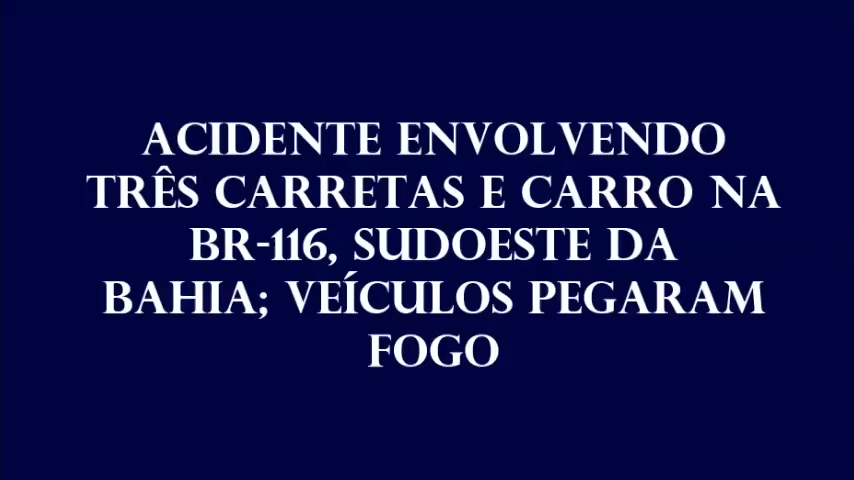 ACIDENTE ENVOLVENDO
TRÊS CARRETAS E CARRO NA
BR-116, SUDOESTE DA
BAHIA; VEÍCULOS PEGARAM
FOGO